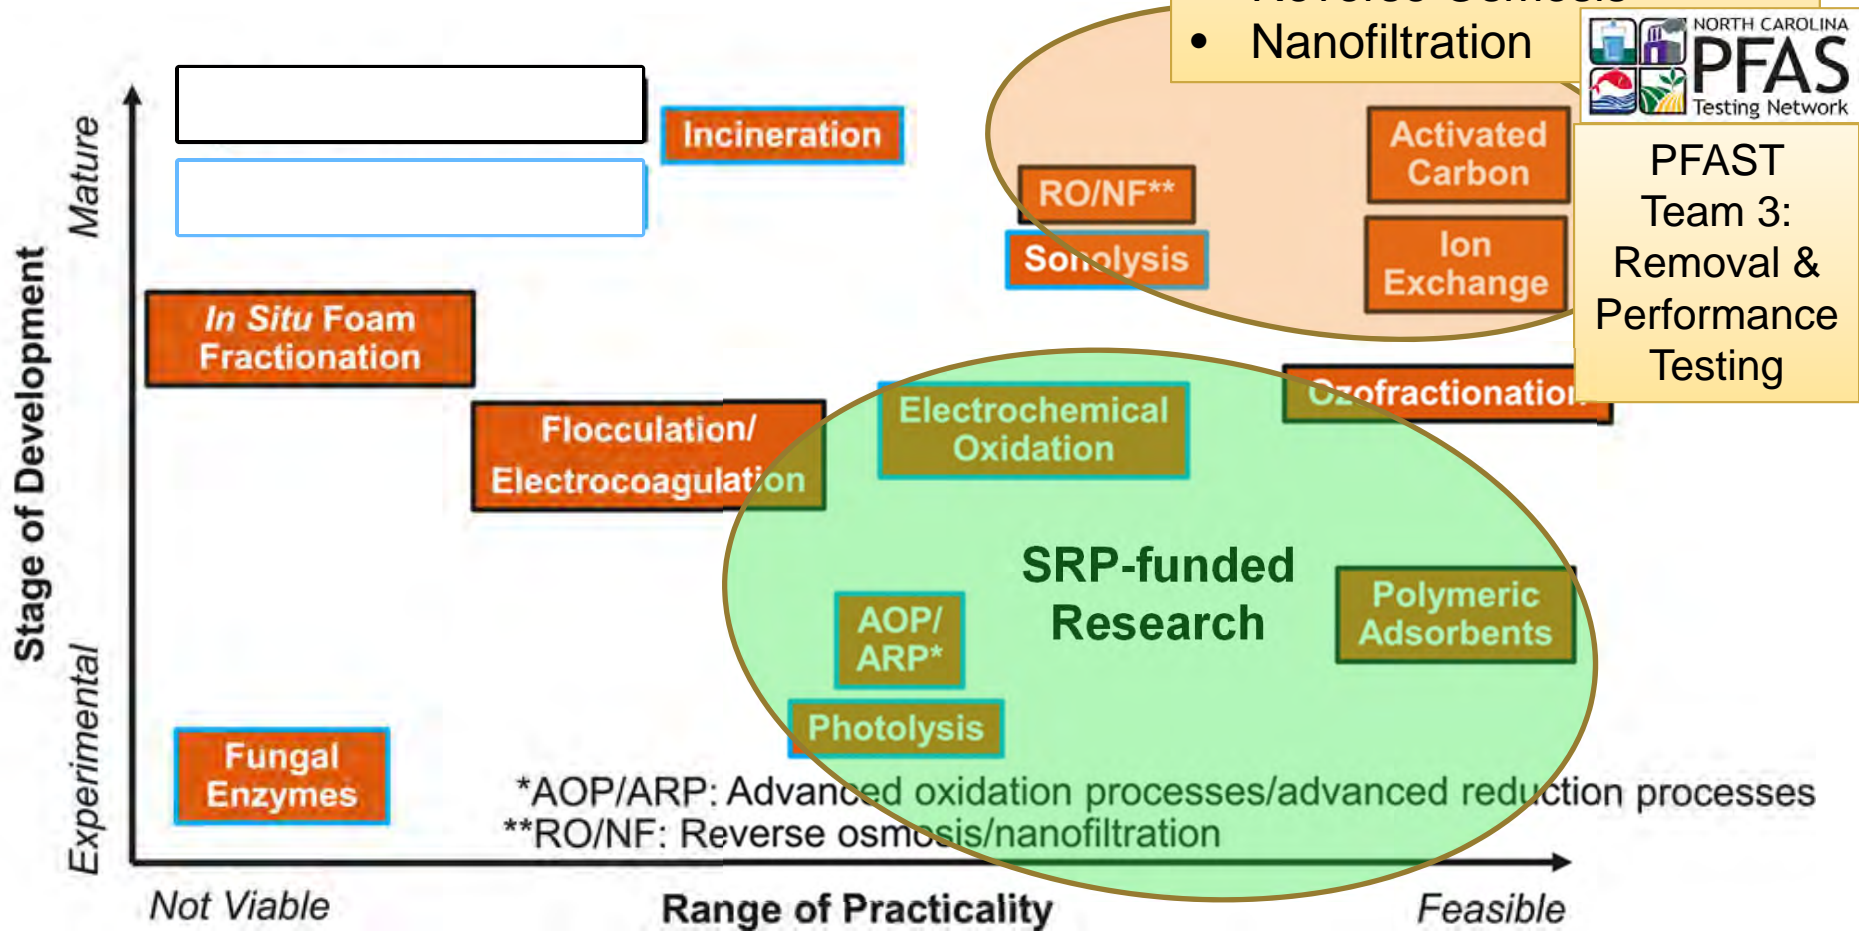 Reverse Osmosis
• Nanofiltration
NORTH CAROLINA
PFAS
Testing Network
PFAST
Team 3:
Removal &
Performance
Testing
Stage of Development
Mature
Experimental
Incineration
Activated
Carbon
RO/NF**
Sonolysis
Ion
Exchange
In Situ Foam
Fractionation
Flocculation/
Electrocoagulation
Electrochemical
Oxidation
Ozofractionation
SRP-funded
Research
AOP/
ARP*
Polymeric
Adsorbents
Photolysis
Fungal
Enzymes
*AOP/ARP: Advanced oxidation processes/advanced reduction processes
**RO/NF: Reverse osmosis/nanofiltration
Not Viable
Range of Practicality
Feasible